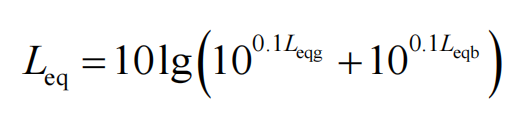 L_eq = 10lg(10^{0.1L_eqg} + 10^{0.1L_eqb})